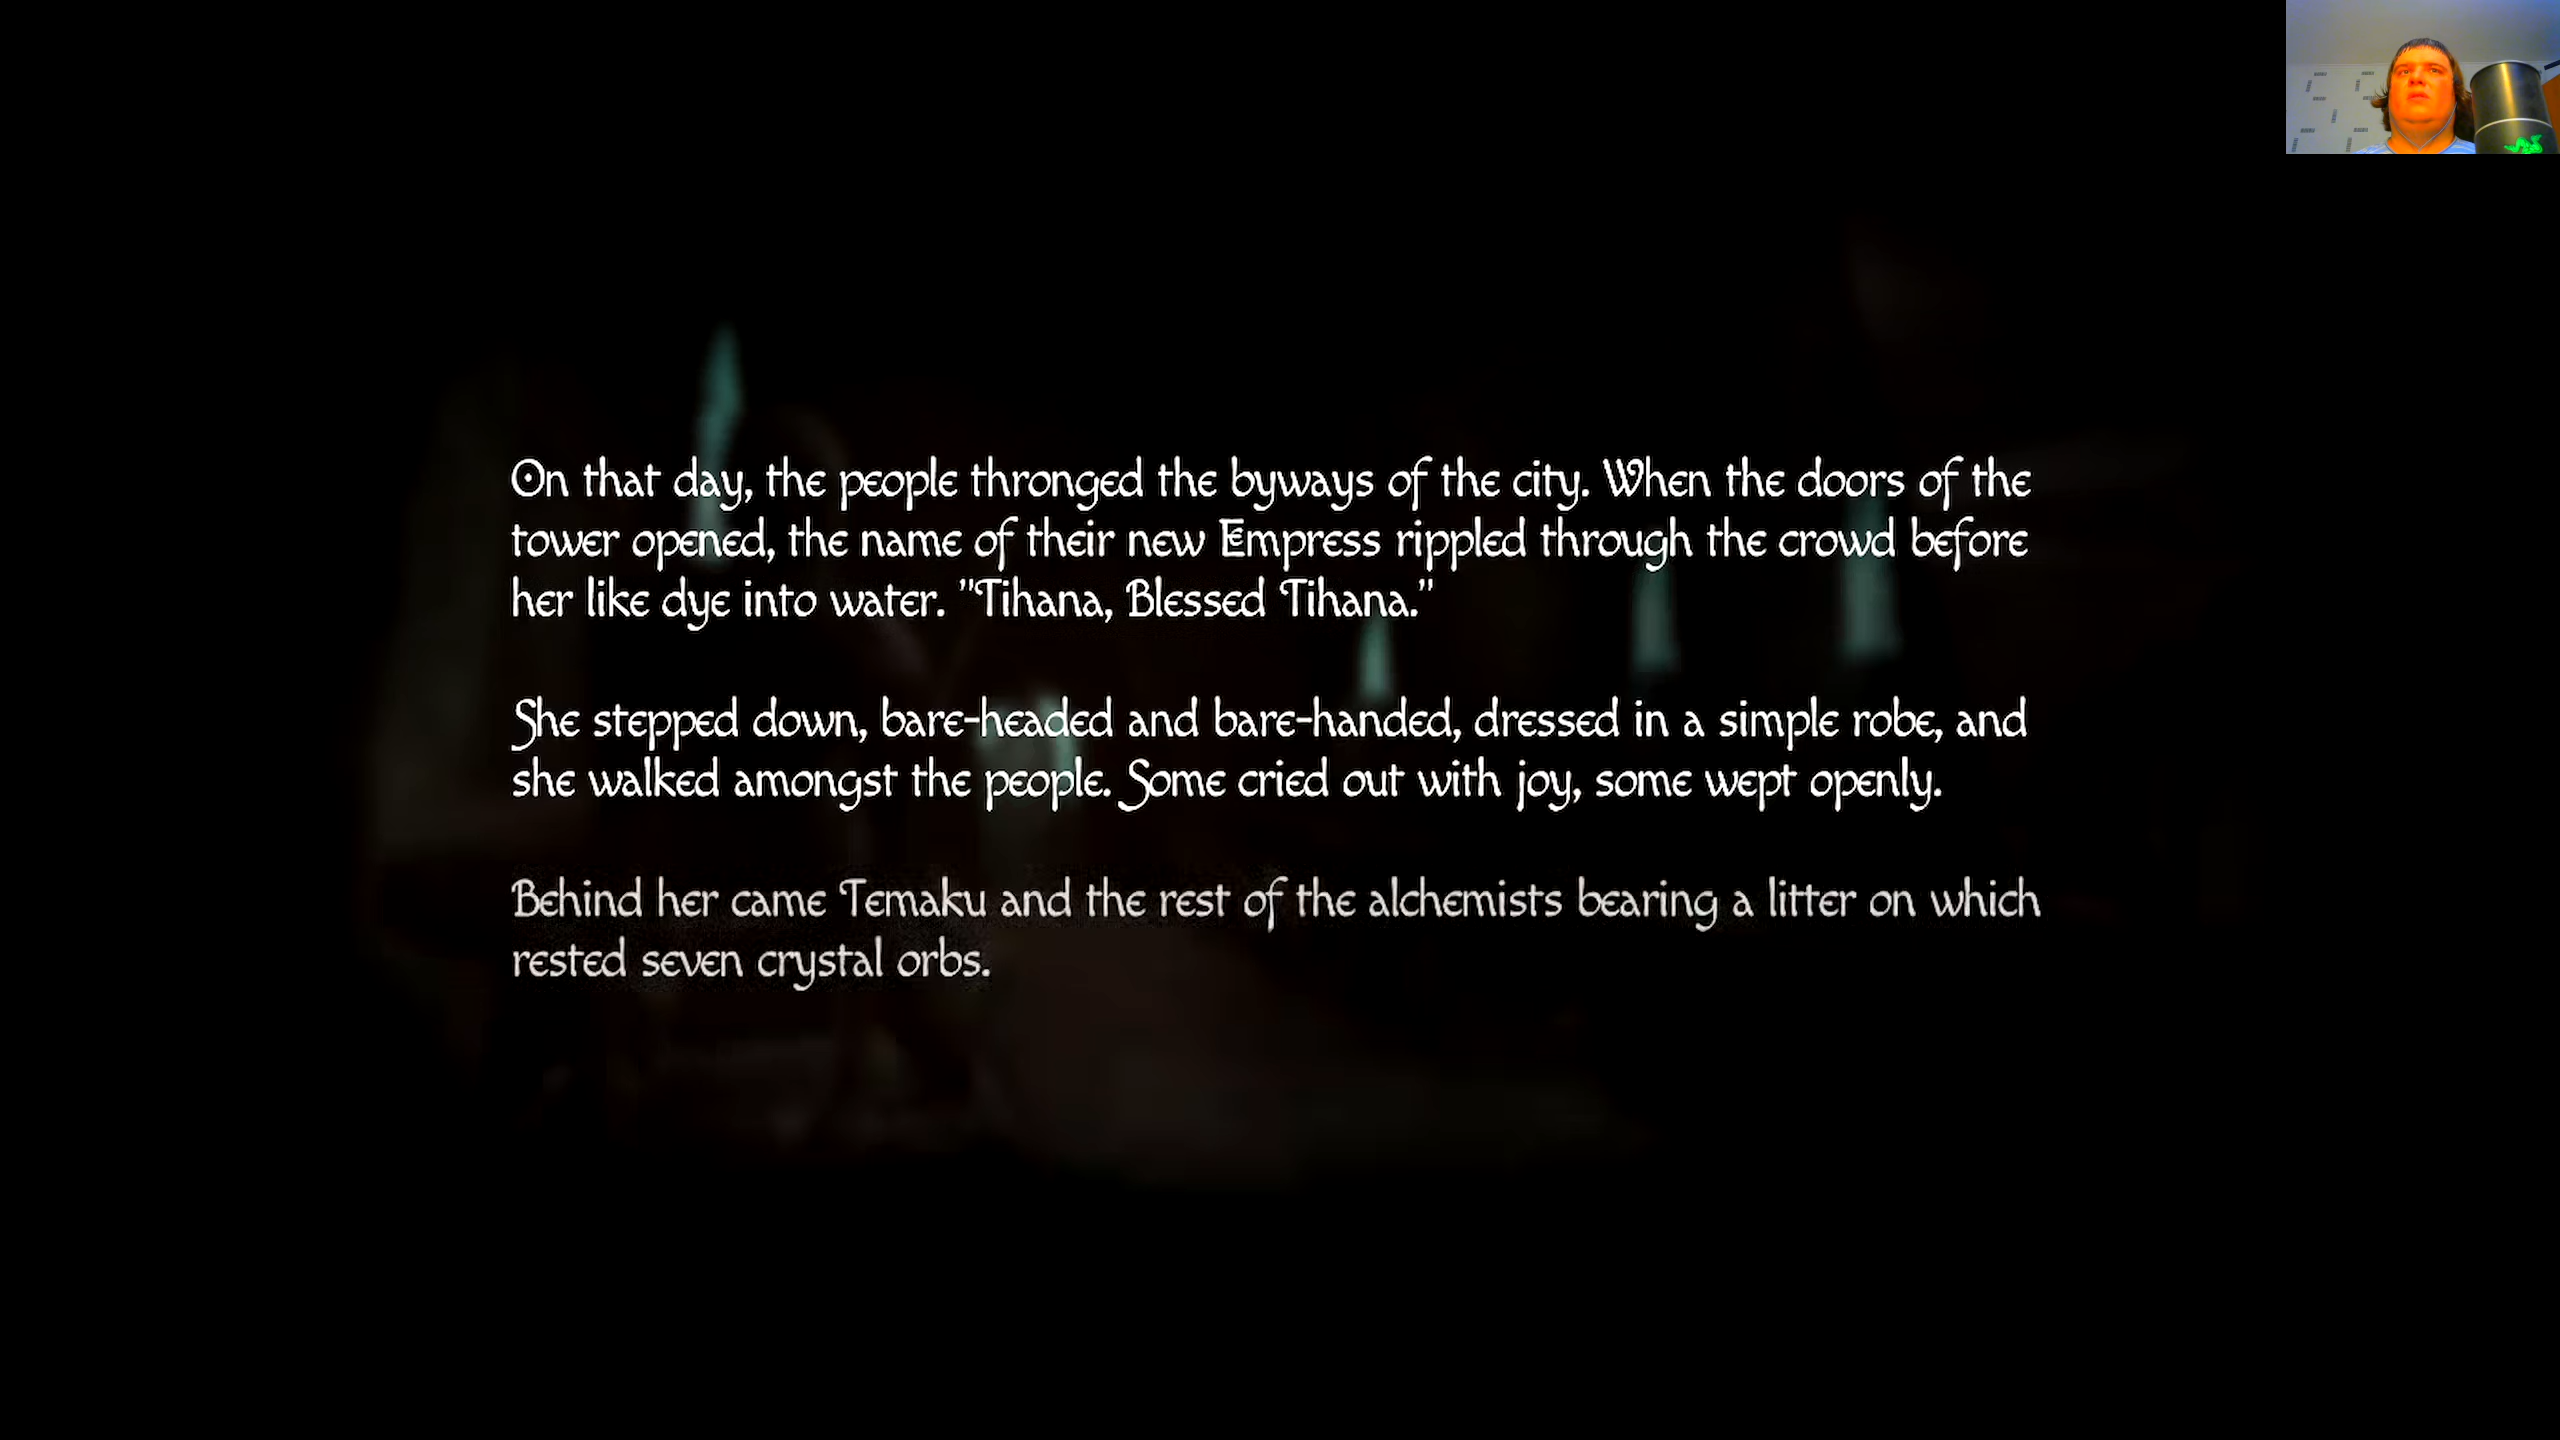 On that day, the people thronged the byways of the city. When the doors of the
tower opened, the name of their new Empress rippled through the crowd before
her like dye into water. "Tihana, Blessed Tihana."
She stepped down, bare-headed and bare-handed, dressed in a simple robe, and
she walked amongst the people. Some cried out with joy, some wept openly.
Behind her came Temaku and the rest of the alchemists bearing a litter on which
rested seven crystal orbs.